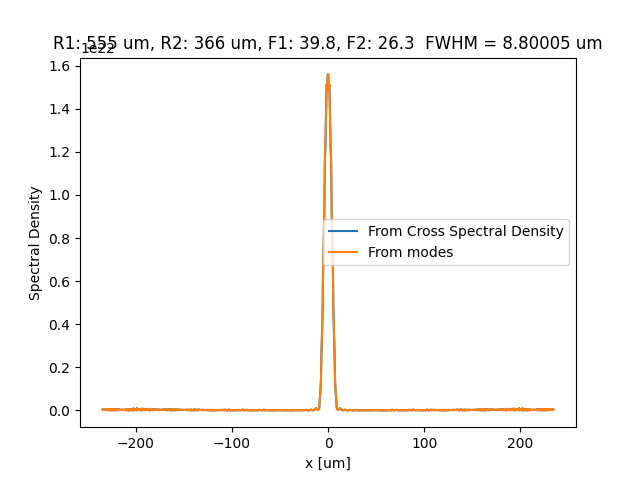 R1: 555 um, R2: 366 um, F1: 39.8, F2: 26.3  FWHM = 8.80005 um
1e22
1.6
1.4
1.2
1.0
0.8
0.6
0.4
0.2
0.0
Spectral Density
From Cross Spectral Density
From modes
−200
−100
0
100
200
x [um]